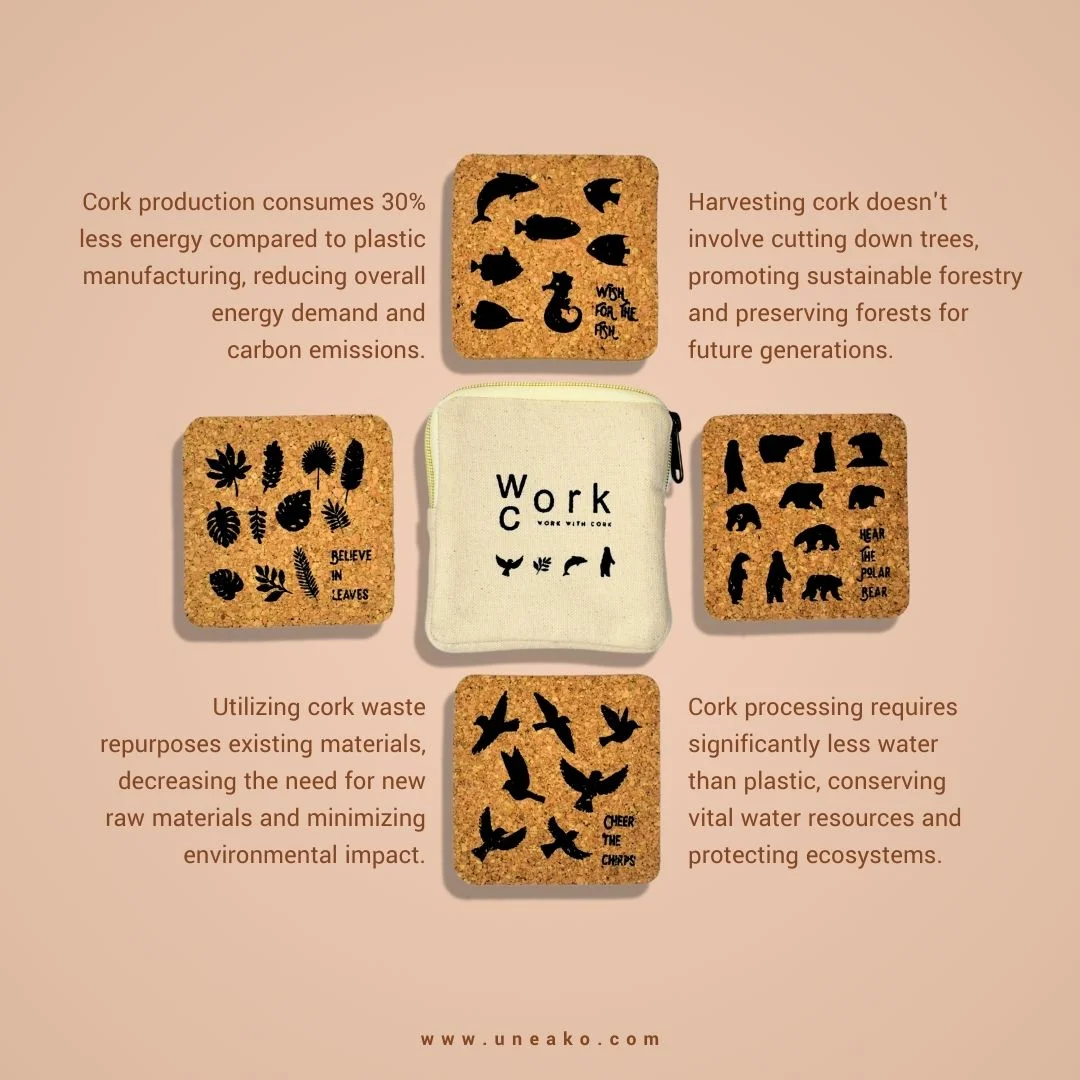 Cork production consumes 30%
less energy compared to plastic
manufacturing, reducing overall
energy demand and
carbon emissions.
WISH
FOR THE
FISH
Harvesting cork doesn't
involve cutting down trees,
promoting sustainable forestry
and preserving forests for
future generations.
BELIEVE
IN
LEAVES
W
C ork
WORK WITH CORK
HEAR
THE
POLAR
BEAR
Utilizing cork waste
repurposes existing materials,
decreasing the need for new
raw materials and minimizing
environmental impact.
CHEER
THE
CHIRPS
Cork processing requires
significantly less water
than plastic, conserving
vital water resources and
protecting ecosystems.
www.uneako.com